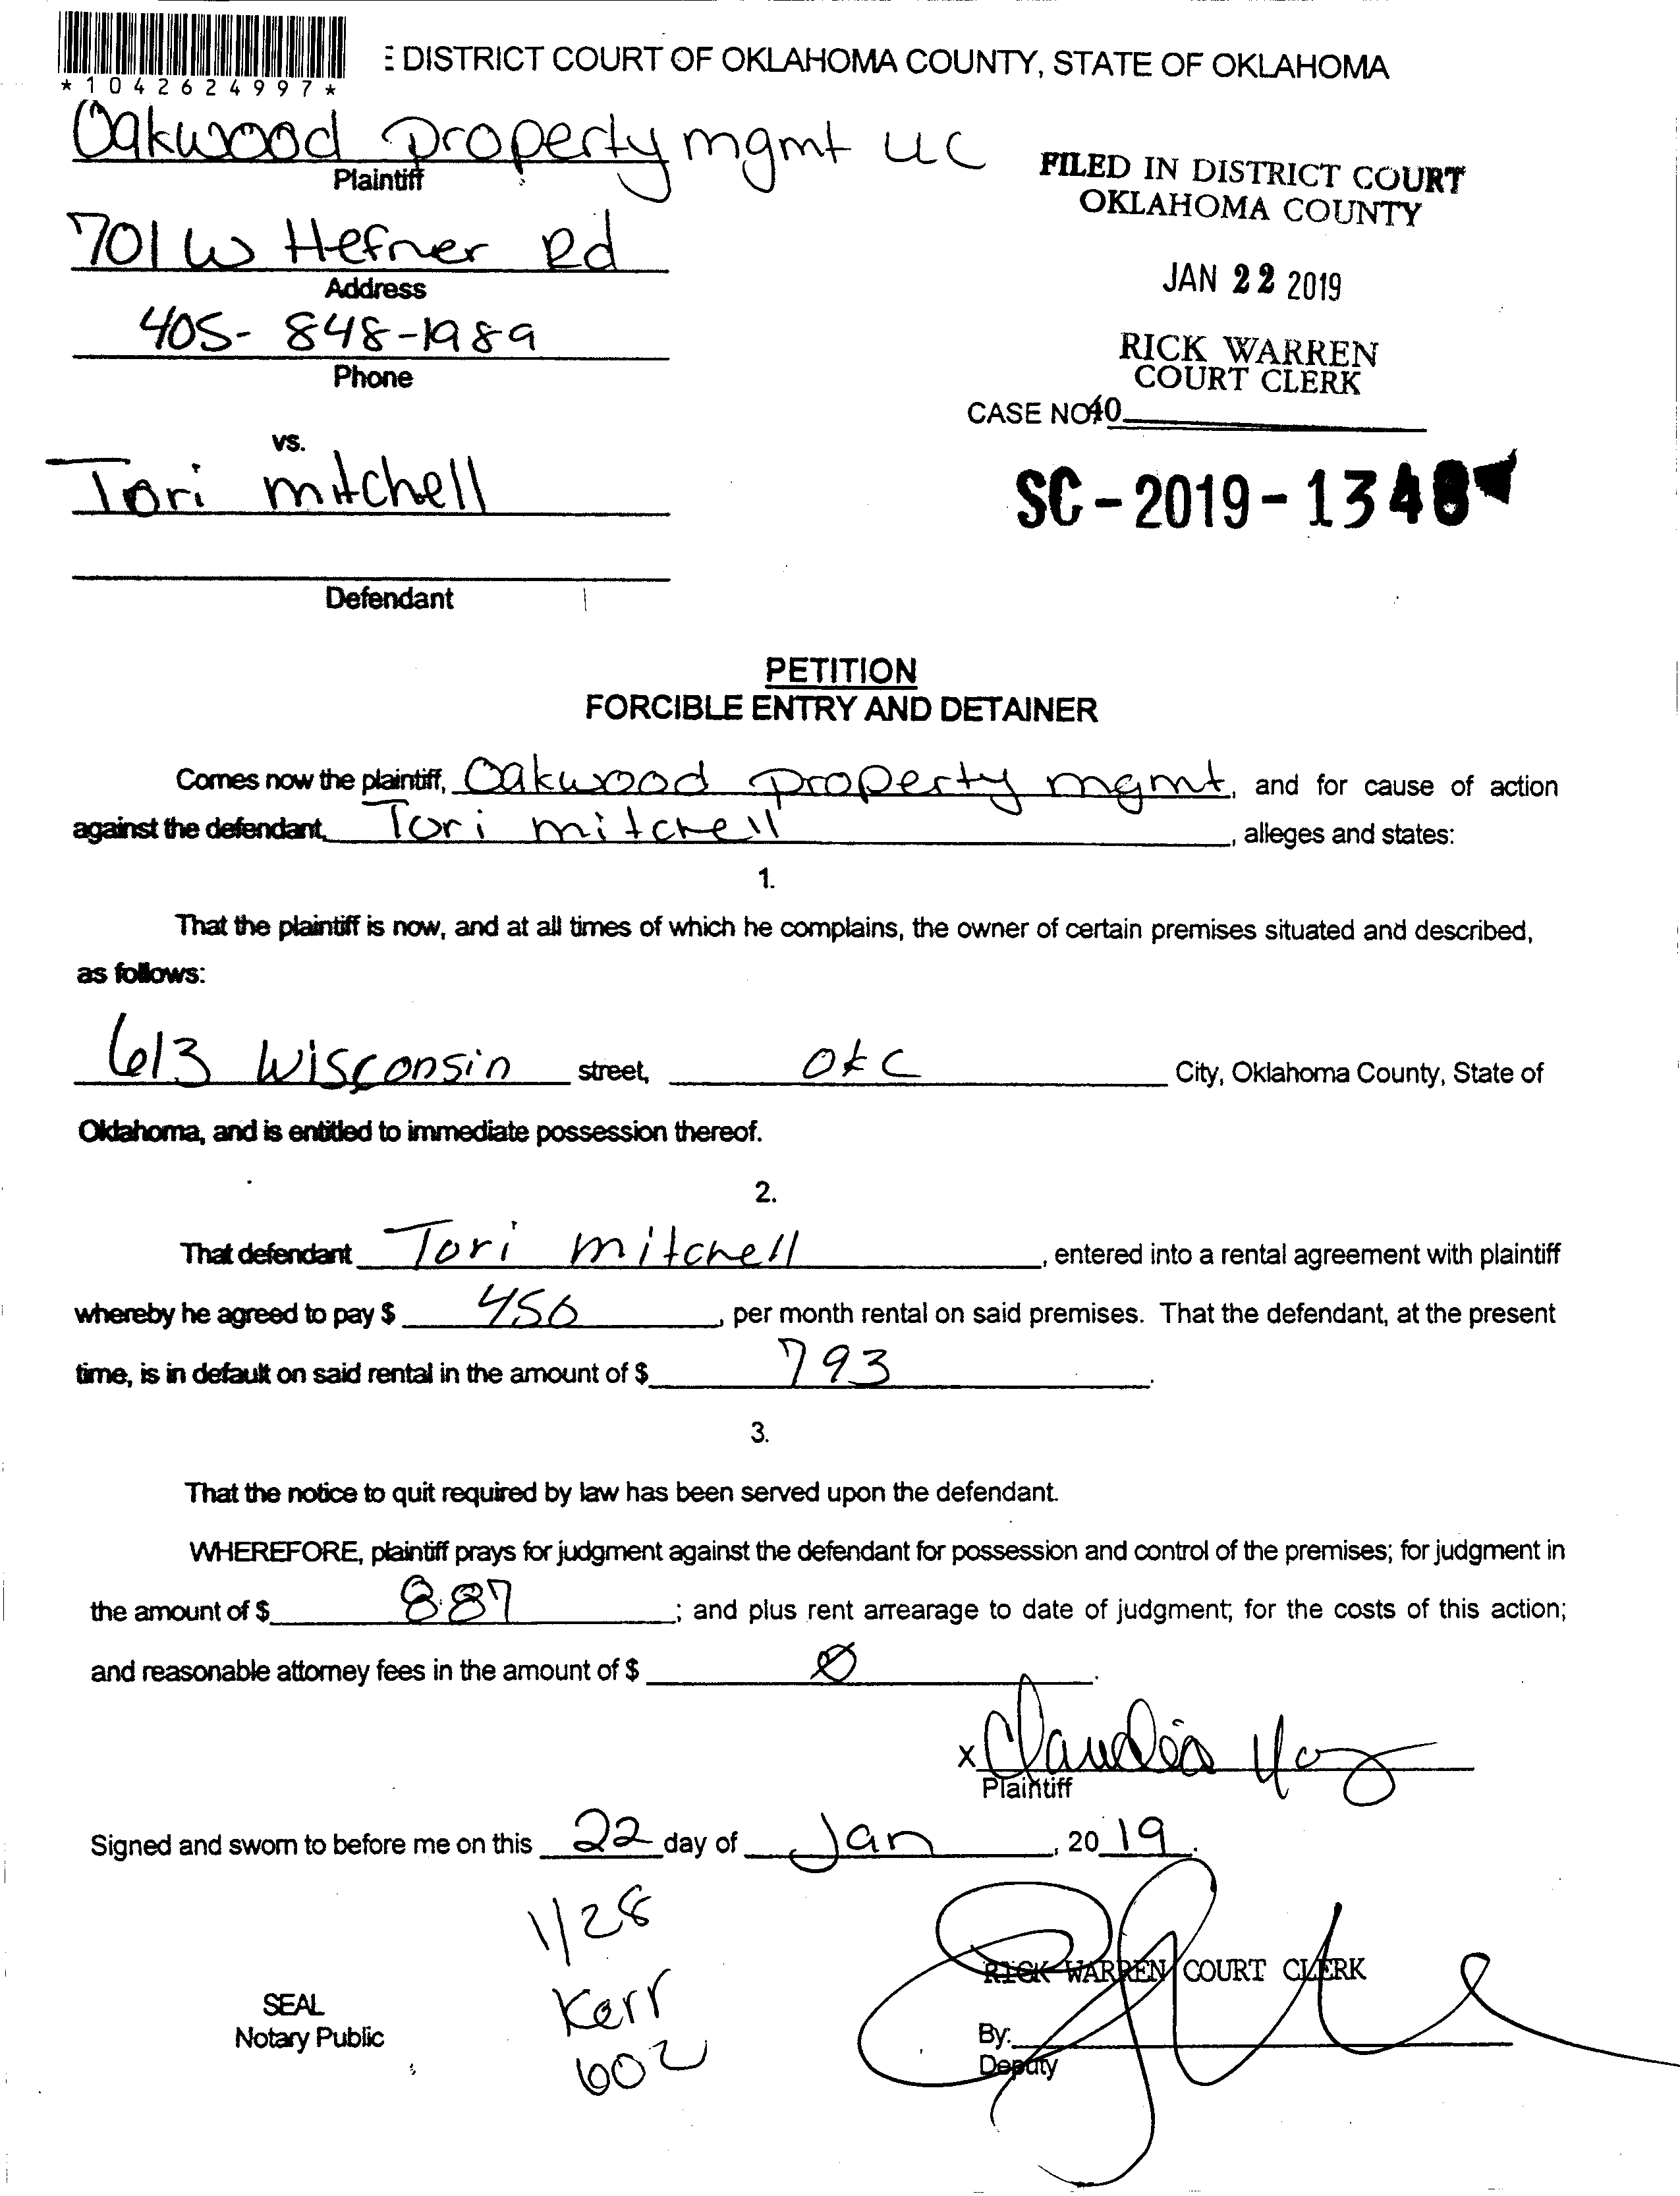 *1042624997*
E DISTRICT COURT OF OKLAHOMA COUNTY, STATE OF OKLAHOMA
Oakwood property mgmt LLC
Plaintiff
FILED IN DISTRICT COURT
OKLAHOMA COUNTY
701 W Hefner Rd
Address
JAN 22 2019
405-848-1989
Phone
RICK WARREN
COURT CLERK
CASE NO 40
vs.
Tori mitchell
SC-2019-1348
Defendant
PETITION
FORCIBLE ENTRY AND DETAINER
Comes now the plaintiff, Oakwood property mgmt, and for cause of action
against the defendant, Tori mitchell, alleges and states:
1.
That the plaintiff is now, and at all times of which he complains, the owner of certain premises situated and described,
as follows:
613 Wisconsin street, OKC City, Oklahoma County, State of
Oklahoma, and is entitled to immediate possession thereof.
2.
That defendant Tori mitchell, entered into a rental agreement with plaintiff
whereby he agreed to pay $ 450, per month rental on said premises. That the defendant, at the present
time, is in default on said rental in the amount of $ 793.
3.
That the notice to quit required by law has been served upon the defendant.
WHEREFORE, plaintiff prays for judgment against the defendant for possession and control of the premises; for judgment in
the amount of $ 887; and plus rent arrearage to date of judgment; for the costs of this action;
and reasonable attorney fees in the amount of $ Ø.
x Claudia
Plaintiff
Signed and sworn to before me on this 22 day of Jan, 2019.
1/28
RICK WARREN COURT CLERK
SEAL
Kerr
Notary Public
By:
602
Deputy